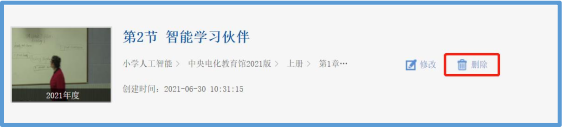 第2节 智能学习伙伴
小学人工智能 〉 中央电化教育馆2021版 〉 上册 〉 第1章…
修改
删除
2021年度
创建时间：2021-06-30 10:31:15